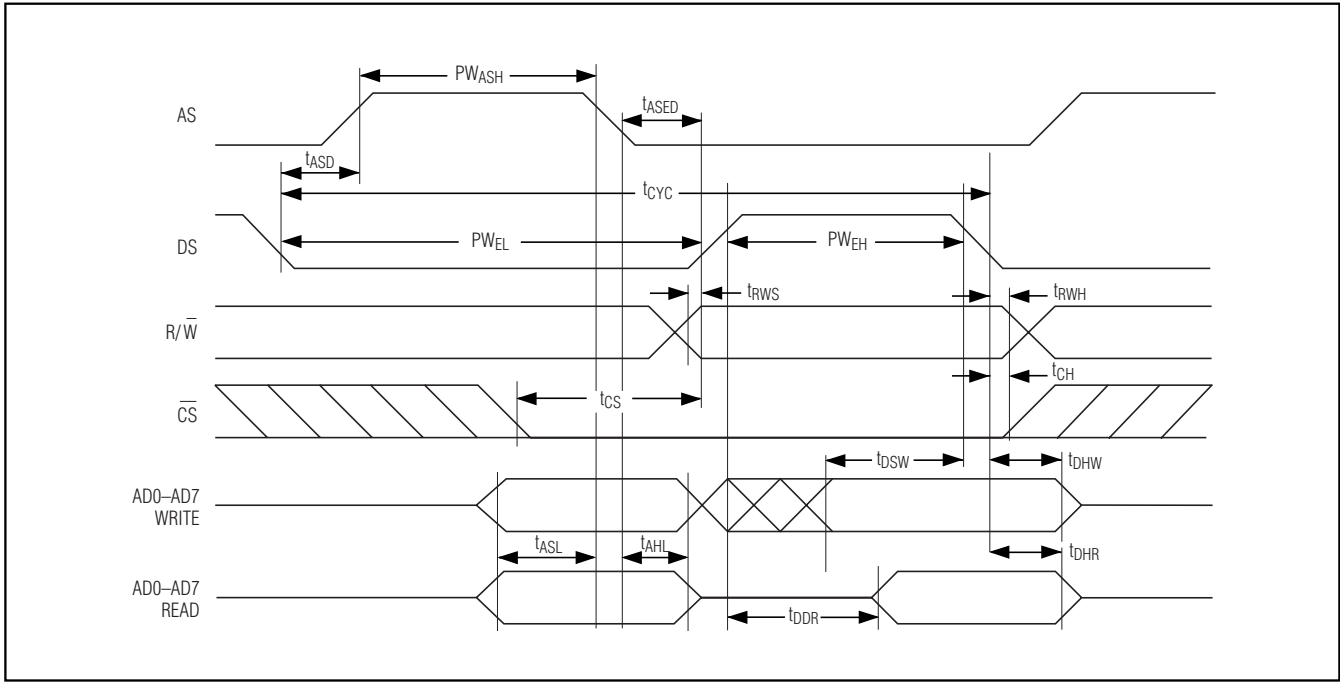 PWASH
AS
tASED
tASD
tCYC
DS
PWEL
PWEH
tRWS
tRWH
R/W̅
tCH
C̅S̅
tCS
tDSW
tDHW
AD0–AD7
WRITE
tASL
tAHL
tDHR
AD0–AD7
READ
tDDR